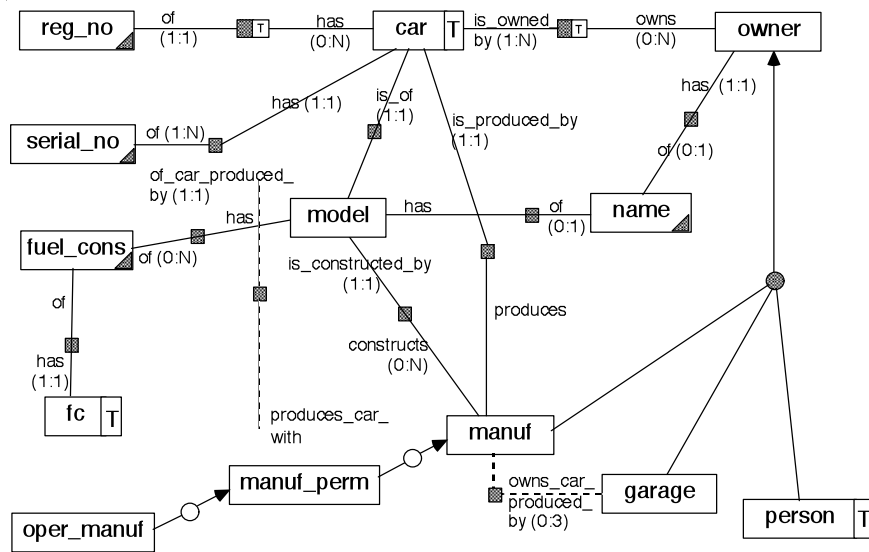 of
has
is_owned_
owns
reg_no
T
car
T
T
owner
(1:1)
(0:N)
by (1:N)
(0:N)
has (1:1)
is_of
(1:1)
is_produced_by
(1:1)
has (1:1)
serial_no
of (1:N)
of (0:1)
of_car_produced_
by (1:1)
has
model
has
of
(0:1)
name
fuel_cons
of (0:N)
is_constructed_by
(1:1)
of
has
(1:1)
constructs
(0:N)
produces
fc
T
produces_car_
with
manuf
manuf_perm
owns_car_
produced_
by (0:3)
garage
oper_manuf
person
T